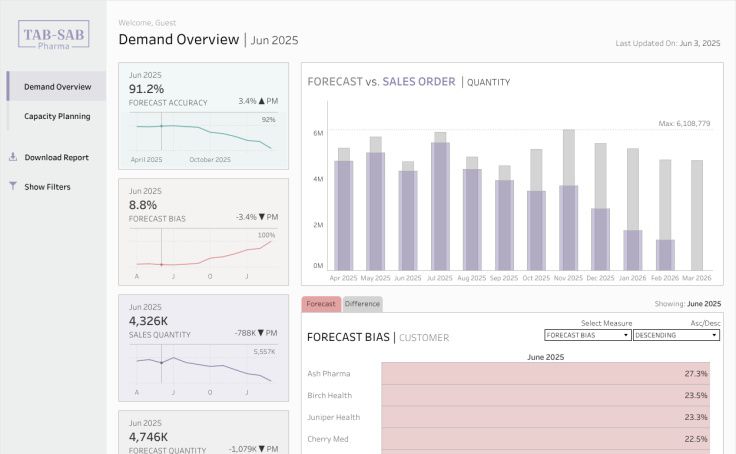 TAB-SAB
Pharma
Demand Overview
Capacity Planning
Download Report
Show Filters
Welcome, Guest
Demand Overview | Jun 2025
Last Updated On: Jun 3, 2025
Jun 2025
91.2%
FORECAST ACCURACY
3.4% ▲ PM
92%
April 2025
October 2025
Jun 2025
8.8%
FORECAST BIAS
-3.4% ▼ PM
100%
A J O J
Jun 2025
4,326K
SALES QUANTITY
-788K ▼ PM
5,557K
A J O J
Jun 2025
4,746K
FORECAST QUANTITY
-1,079K ▼ PM
FORECAST vs. SALES ORDER | QUANTITY
Max: 6,108,779
6M
4M
2M
0M
Apr 2025 May 2025 Jun 2025 Jul 2025 Aug 2025 Sep 2025 Oct 2025 Nov 2025 Dec 2025 Jan 2026 Feb 2026 Mar 2026
Forecast Difference
Showing: June 2025
Select Measure
Asc/Desc
FORECAST BIAS | CUSTOMER
FORECAST BIAS
DESCENDING
June 2025
Ash Pharma 27.3%
Birch Health 23.5%
Juniper Health 23.3%
Cherry Med 22.5%